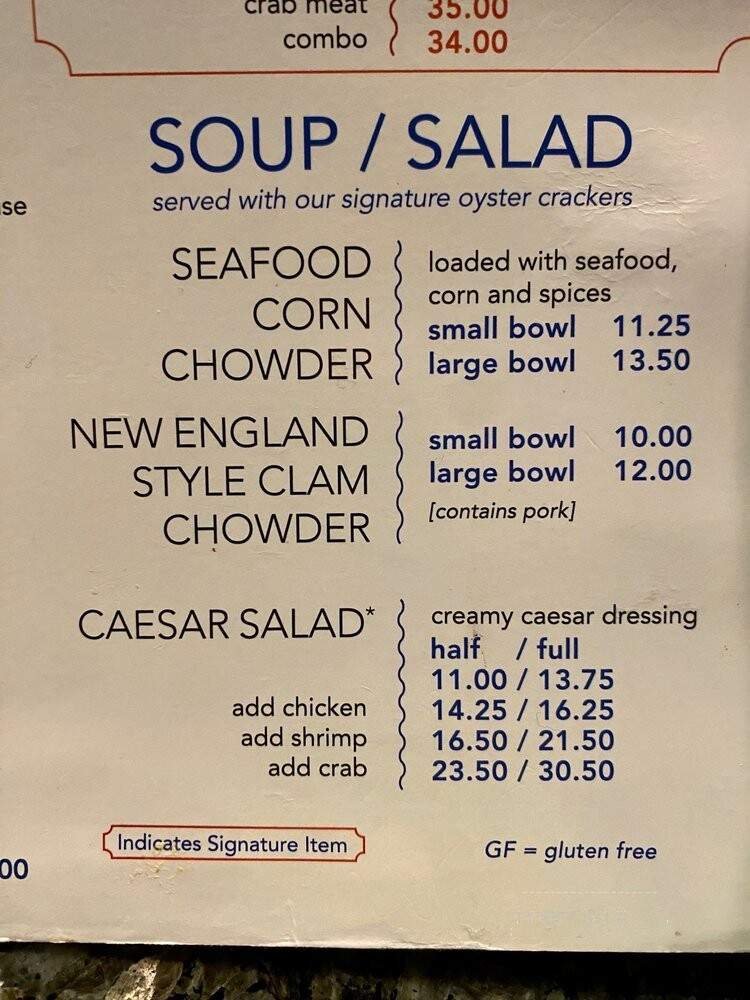 crab meat 35.00
combo 34.00
SOUP / SALAD
served with our signature oyster crackers
se
SEAFOOD
CORN
CHOWDER
loaded with seafood,
corn and spices
small bowl 11.25
large bowl 13.50
NEW ENGLAND
STYLE CLAM
CHOWDER
small bowl 10.00
large bowl 12.00
[contains pork]
CAESAR SALAD*
creamy caesar dressing
half / full
11.00 / 13.75
add chicken 14.25 / 16.25
add shrimp 16.50 / 21.50
add crab 23.50 / 30.50
Indicates Signature Item
GF = gluten free
00